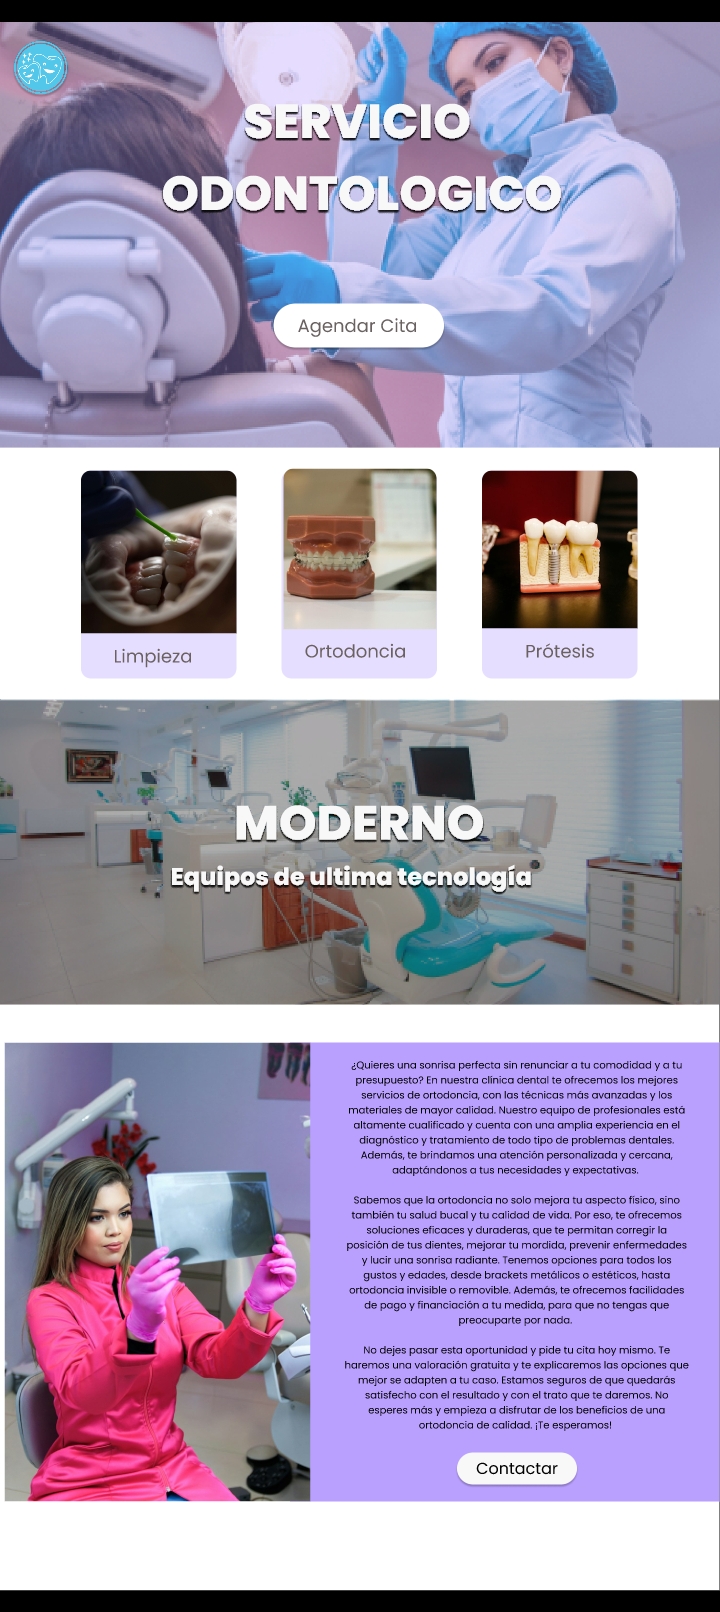 SERVICIO
ODONTOLOGICO
Agendar Cita
Limpieza
Ortodoncia
Prótesis
MODERNO
Equipos de ultima tecnología
¿Quieres una sonrisa perfecta sin renunciar a tu comodidad y a tu
presupuesto? En nuestra clínica dental te ofrecemos los mejores
servicios de ortodoncia, con las técnicas más avanzadas y los
materiales de mayor calidad. Nuestro equipo de profesionales está
altamente cualificado y cuenta con una amplia experiencia en el
diagnóstico y tratamiento de todo tipo de problemas dentales.
Además, te brindamos una atención personalizada y cercana,
adaptándonos a tus necesidades y expectativas.
Sabemos que la ortodoncia no solo mejora tu aspecto físico, sino
también tu salud bucal y tu calidad de vida. Por eso, te ofrecemos
soluciones eficaces y duraderas, que te permitan corregir la
posición de tus dientes, mejorar tu mordida, prevenir enfermedades
y lucir una sonrisa radiante. Tenemos opciones para todos los
gustos y edades, desde brackets metálicos o estéticos, hasta
ortodoncia invisible o removible. Además, te ofrecemos facilidades
de pago y financiación a tu medida, para que no tengas que
preocuparte por nada.
No dejes pasar esta oportunidad y pide tu cita hoy mismo. Te
haremos una valoración gratuita y te explicaremos las opciones que
mejor se adapten a tu caso. Estamos seguros de que quedarás
satisfecho con el resultado y con el trato que te daremos. No
esperes más y empieza a disfrutar de los beneficios de una
ortodoncia de calidad. ¡Te esperamos!
Contactar